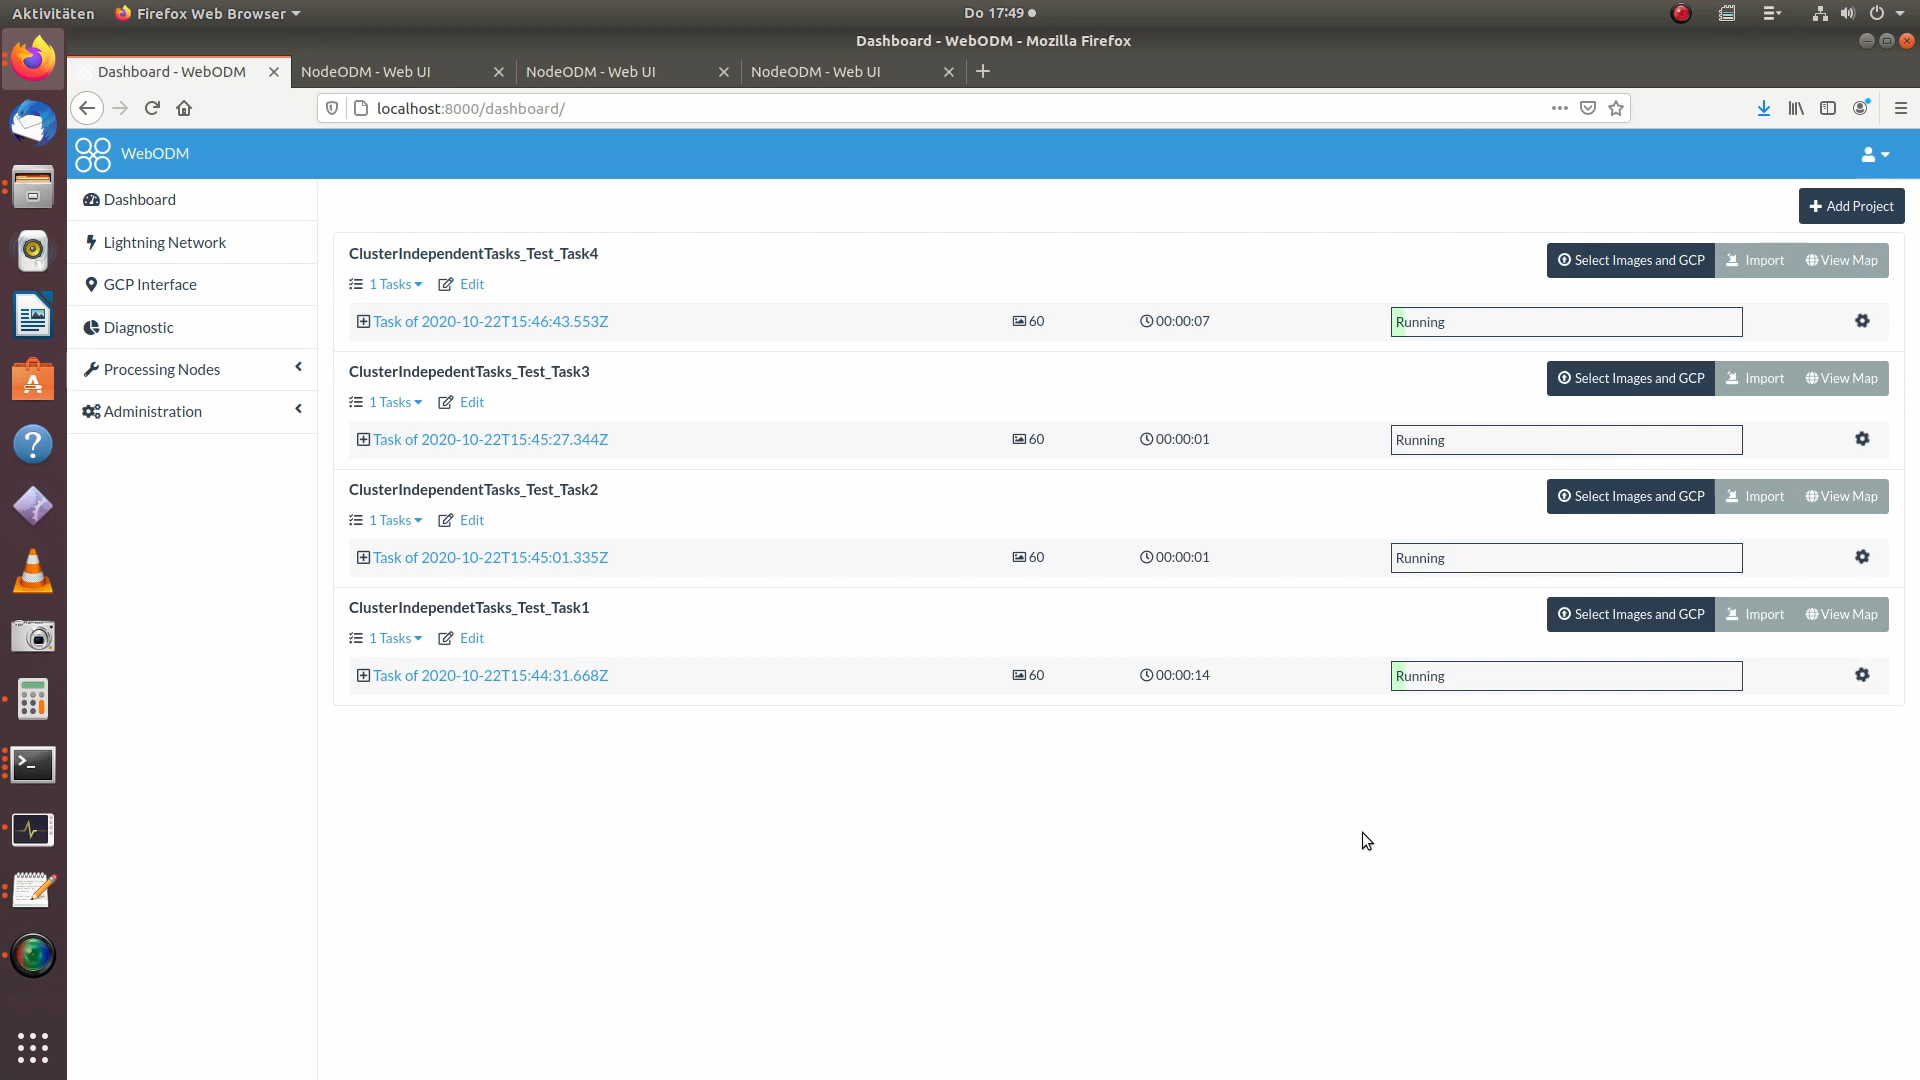 Aktivitäten
Firefox Web Browser
Do 17:49
Dashboard - WebODM - Mozilla Firefox
Dashboard - WebODM
NodeODM - Web UI
NodeODM - Web UI
NodeODM - Web UI
localhost:8000/dashboard/
WebODM
Dashboard
Lightning Network
GCP Interface
Diagnostic
Processing Nodes
Administration
Add Project
ClusterIndependentTasks_Test_Task4
Select Images and GCP Import View Map
1 Tasks Edit
Task of 2020-10-22T15:46:43.553Z 60 00:00:07 Running
ClusterIndepedentTasks_Test_Task3
Select Images and GCP Import View Map
1 Tasks Edit
Task of 2020-10-22T15:45:27.344Z 60 00:00:01 Running
ClusterIndependentTasks_Test_Task2
Select Images and GCP Import View Map
1 Tasks Edit
Task of 2020-10-22T15:45:01.335Z 60 00:00:01 Running
ClusterIndependetTasks_Test_Task1
Select Images and GCP Import View Map
1 Tasks Edit
Task of 2020-10-22T15:44:31.668Z 60 00:00:14 Running